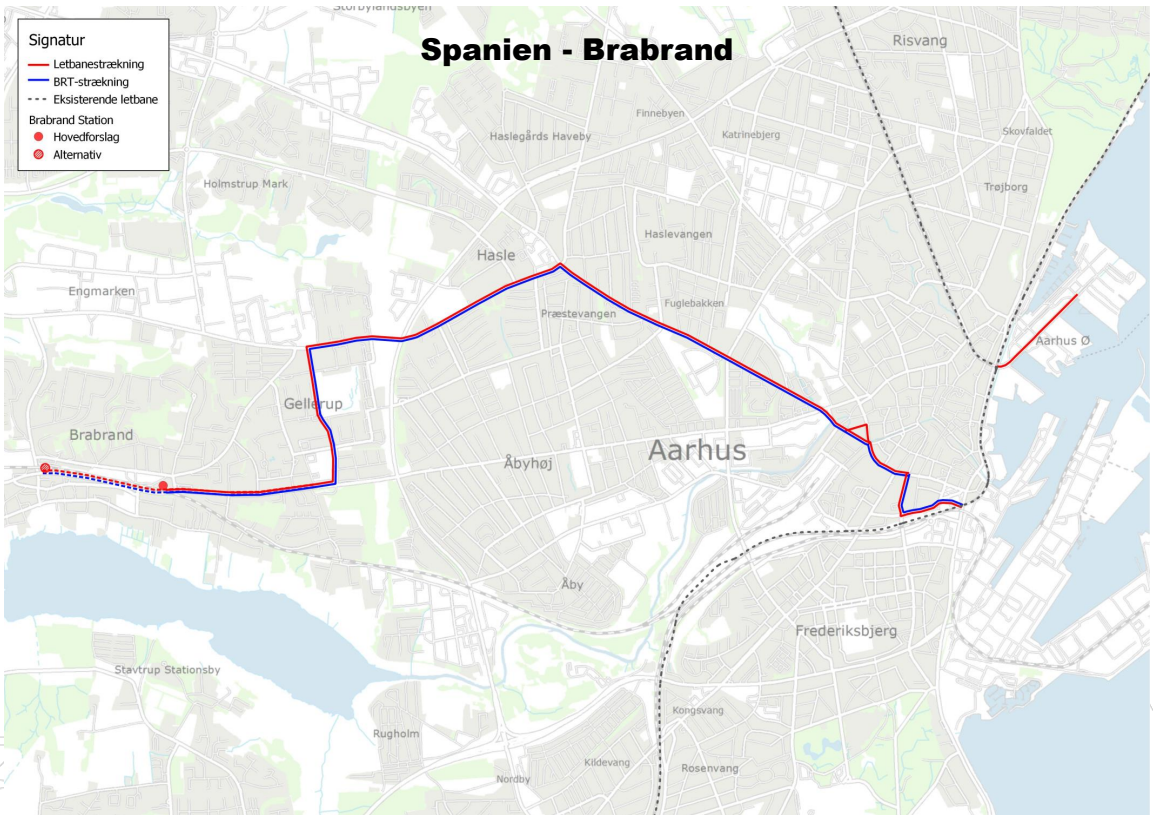 Spanien - Brabrand
Signatur
Letbanestrækning
BRT-strækning
Eksisterende letbane
Brabrand Station
Hovedforslag
Alternativ
Storbylandsbyen
Risvang
Finnebyen
Haslegårds Haveby
Katrinebjerg
Skovfaldet
Holmstrup Mark
Trøjborg
Haslevangen
Hasle
Engmarken
Fuglebakken
Præstevangen
Aarhus Ø
Gellerup
Brabrand
Aarhus
Åbyhøj
Åby
Frederiksbjerg
Stavtrup Stationsby
Kongsvang
Rugholm
Kildevang
Rosenvang
Nordby